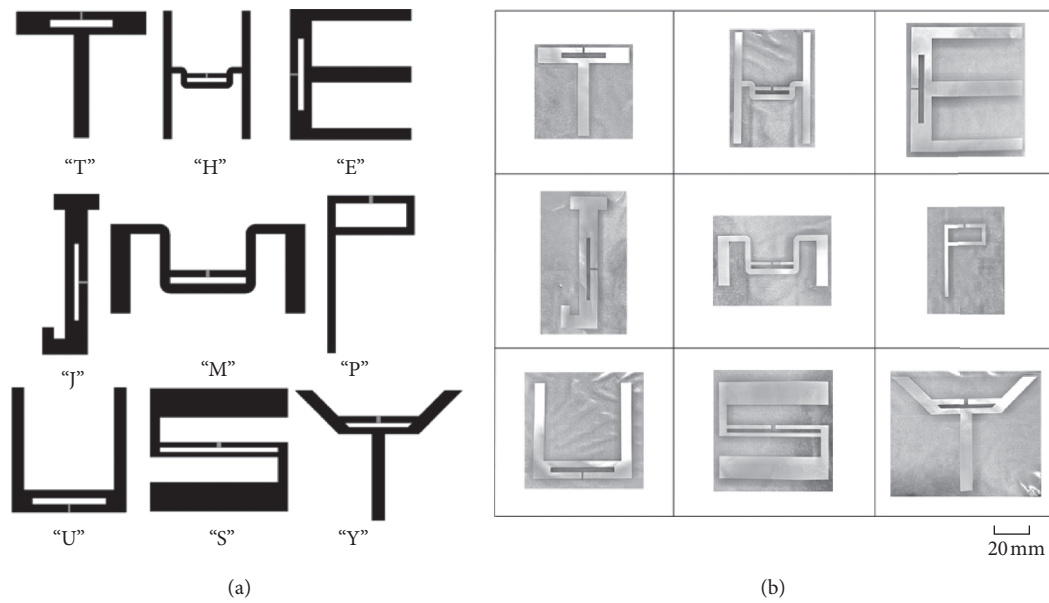 T H E
“T” “H” “E”
J M P
“J” “M” “P”
U S Y
“U” “S” “Y”
(a)
T H E
J M P
U S Y
20 mm
(b)